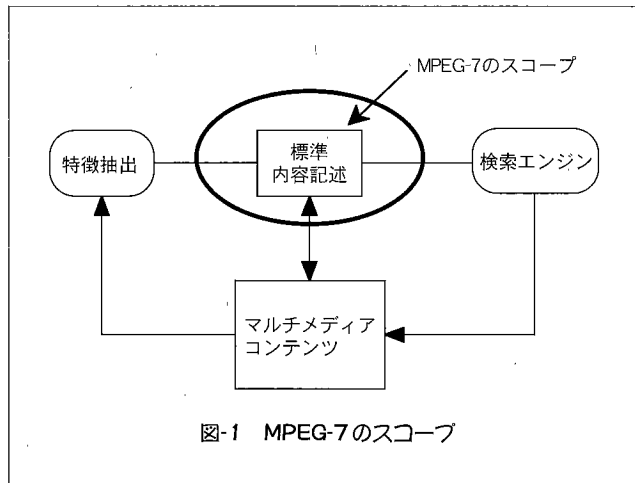 MPEG-7のスコープ
特徴抽出
標準
内容記述
検索エンジン
マルチメディア
コンテンツ
図-1 MPEG-7のスコープ